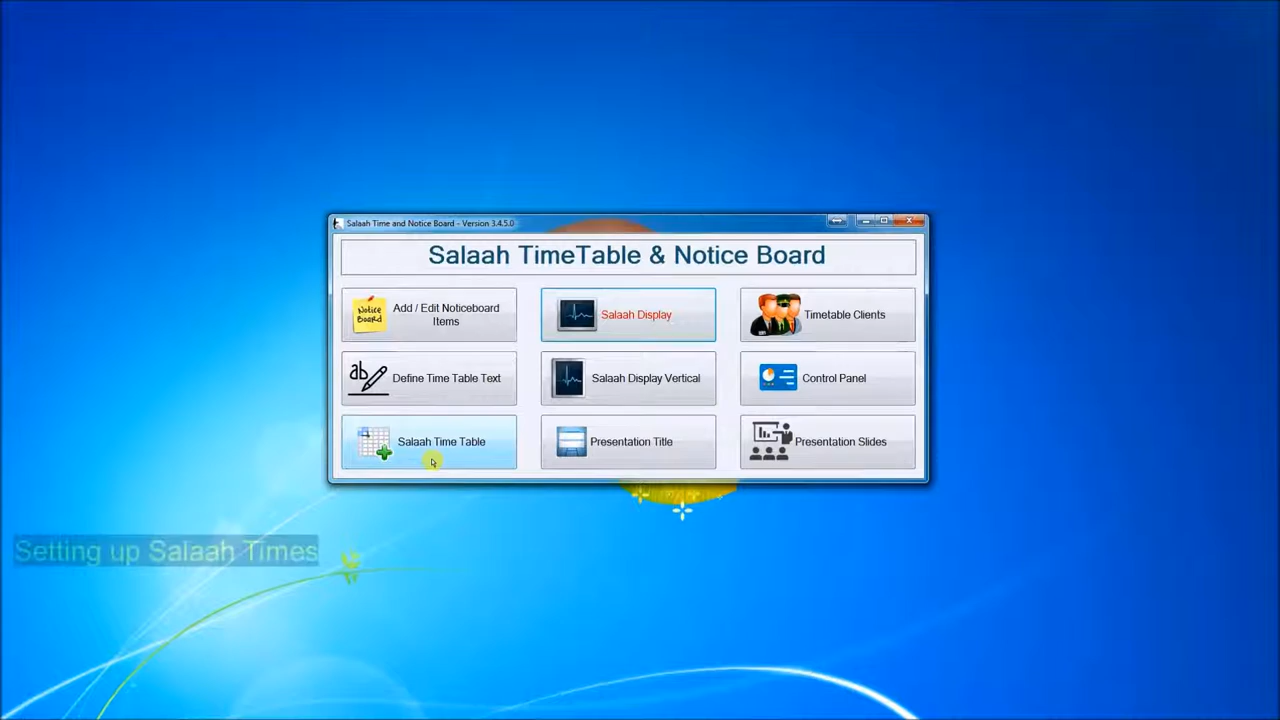 Salaah Time and Notice Board - Version 3.4.5.0
Salaah TimeTable & Notice Board
Notice Board
Add / Edit Noticeboard
Items
Salaah Display
Timetable Clients
ab
Define Time Table Text
Salaah Display Vertical
Control Panel
Salaah Time Table
Presentation Title
Presentation Slides
Setting up Salaah Times